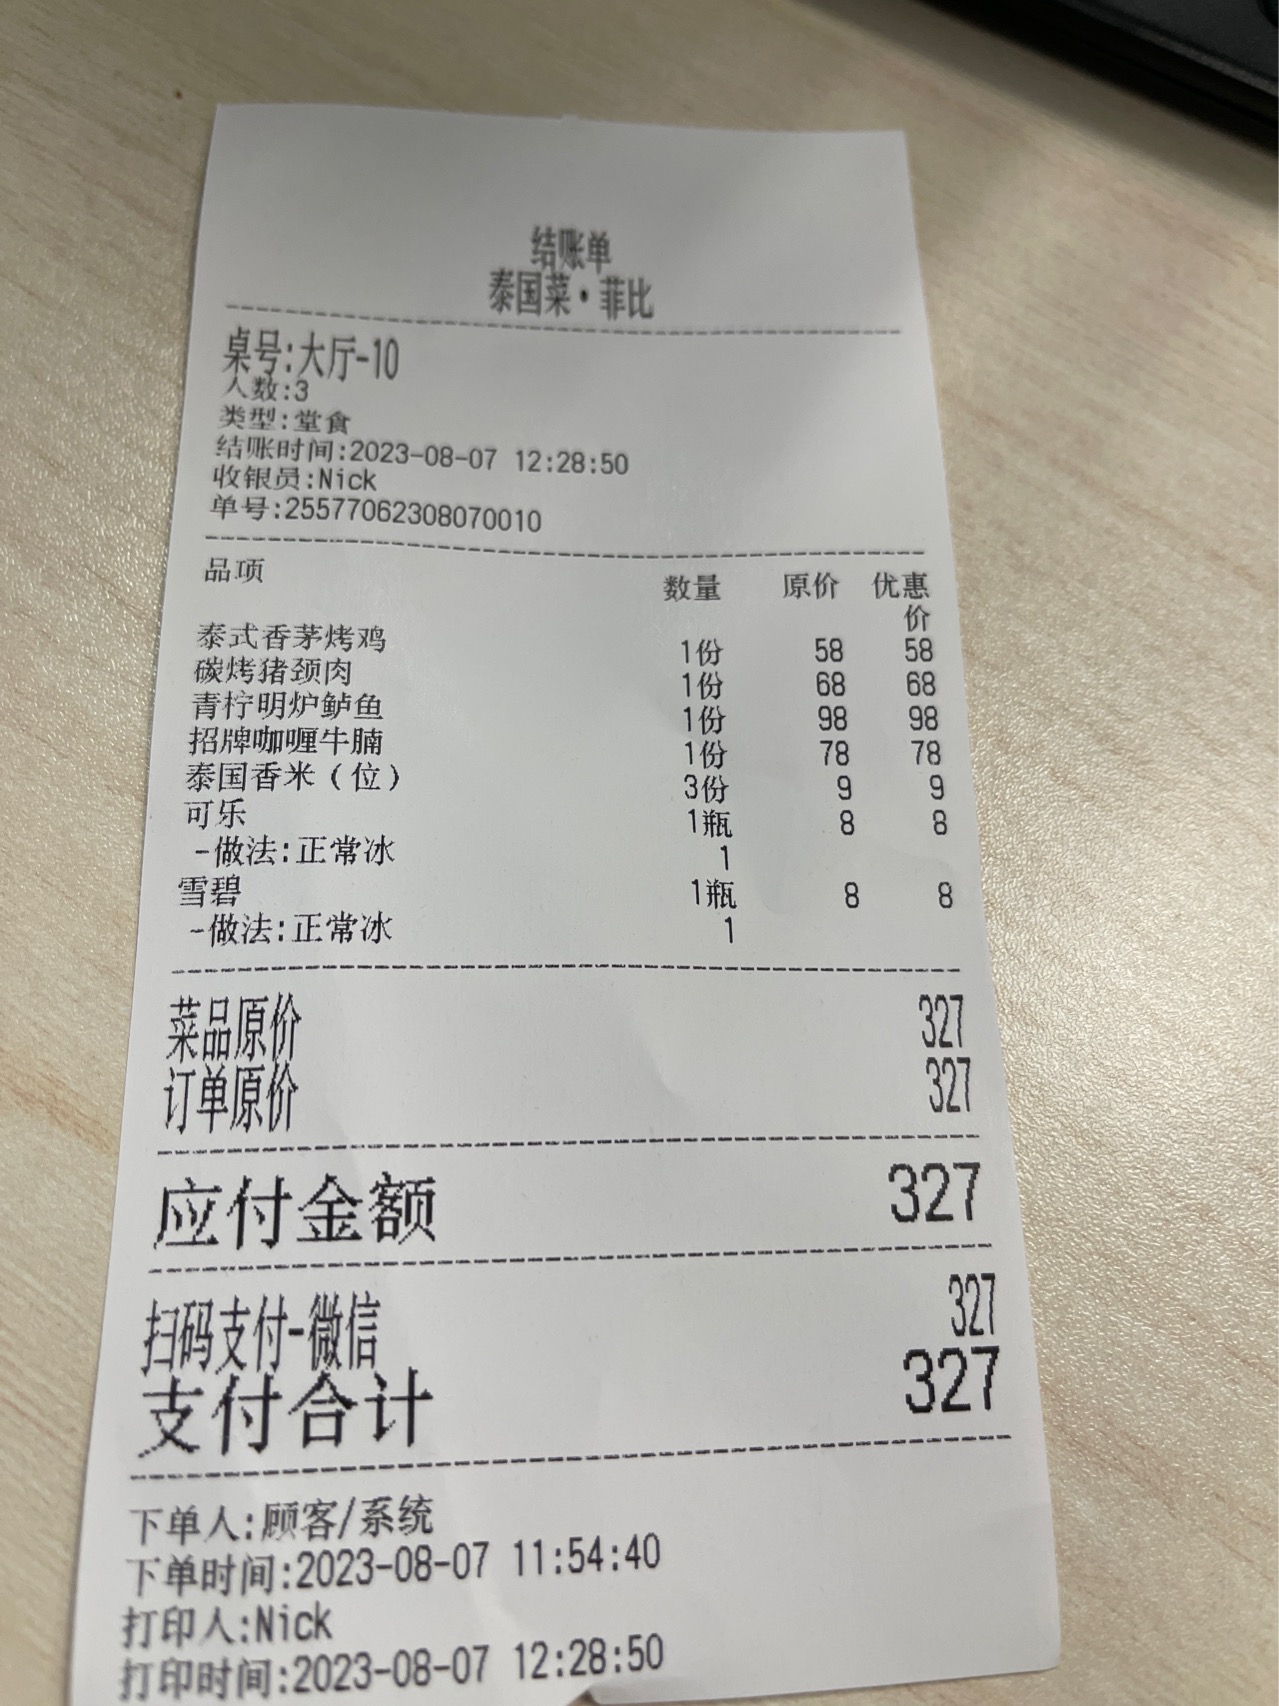 结账单
泰国菜·菲比
桌号:大厅-10
人数:3
类型:堂食
结账时间:2023-08-07 12:28:50
收银员:Nick
单号:25577062308070010
品项 数量 原价 优惠价
泰式香茅烤鸡 1份 58 58
碳烤猪颈肉 1份 68 68
青柠明炉鲈鱼 1份 98 98
招牌咖喱牛腩 1份 78 78
泰国香米（位） 3份 9 9
可乐 1瓶 8 8
-做法:正常冰 1
雪碧 1瓶 8 8
-做法:正常冰 1
菜品原价 327
订单原价 327
应付金额 327
扫码支付-微信 327
支付合计 327
下单人:顾客/系统
下单时间:2023-08-07 11:54:40
打印人:Nick
打印时间:2023-08-07 12:28:50